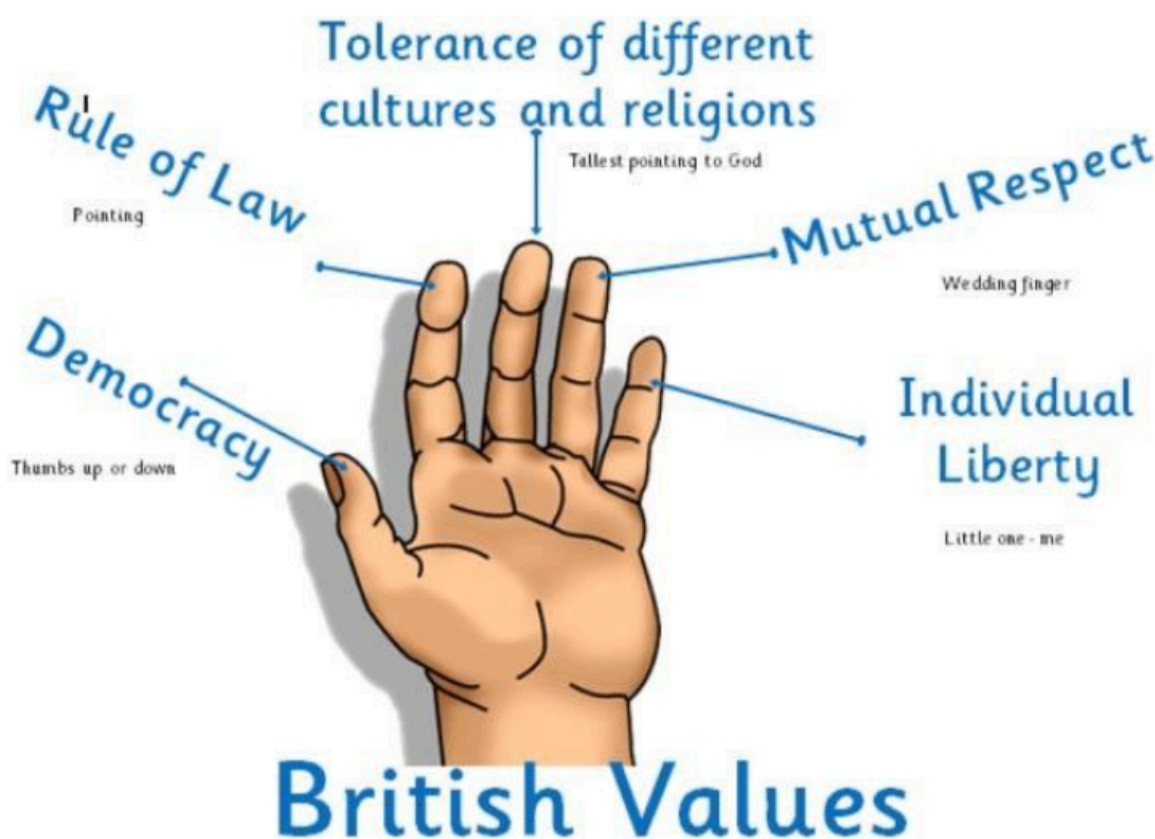 Tolerance of different
cultures and religions
Tallest pointing to God
Rule of Law
Pointing
Mutual Respect
Wedding finger
Democracy
Thumbs up or down
Individual
Liberty
Little one - me
British Values